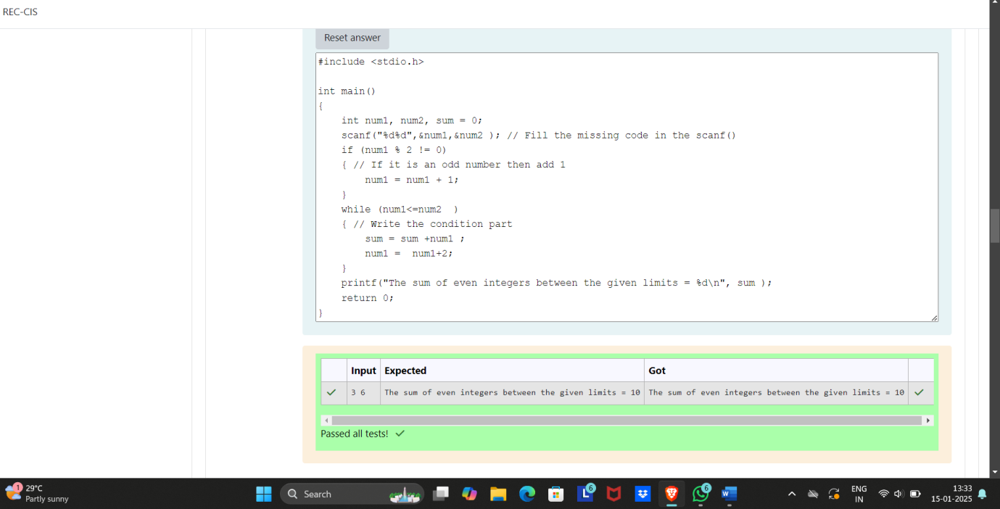 REC-CIS
Reset answer
#include <stdio.h>
int main()
{
    int num1, num2, sum = 0;
    scanf("%d%d",&num1,&num2 ); // Fill the missing code in the scanf()
    if (num1 % 2 != 0)
    { // If it is an odd number then add 1
        num1 = num1 + 1;
    }
    while (num1<=num2  )
    { // Write the condition part
        sum = sum +num1 ;
        num1 =  num1+2;
    }
    printf("The sum of even integers between the given limits = %d\n", sum );
    return 0;
}
Input Expected Got
3 6 The sum of even integers between the given limits = 10 The sum of even integers between the given limits = 10
Passed all tests!
1
29°C
Partly sunny
Search
L 6
6
W
ENG
IN
13:33
15-01-2025